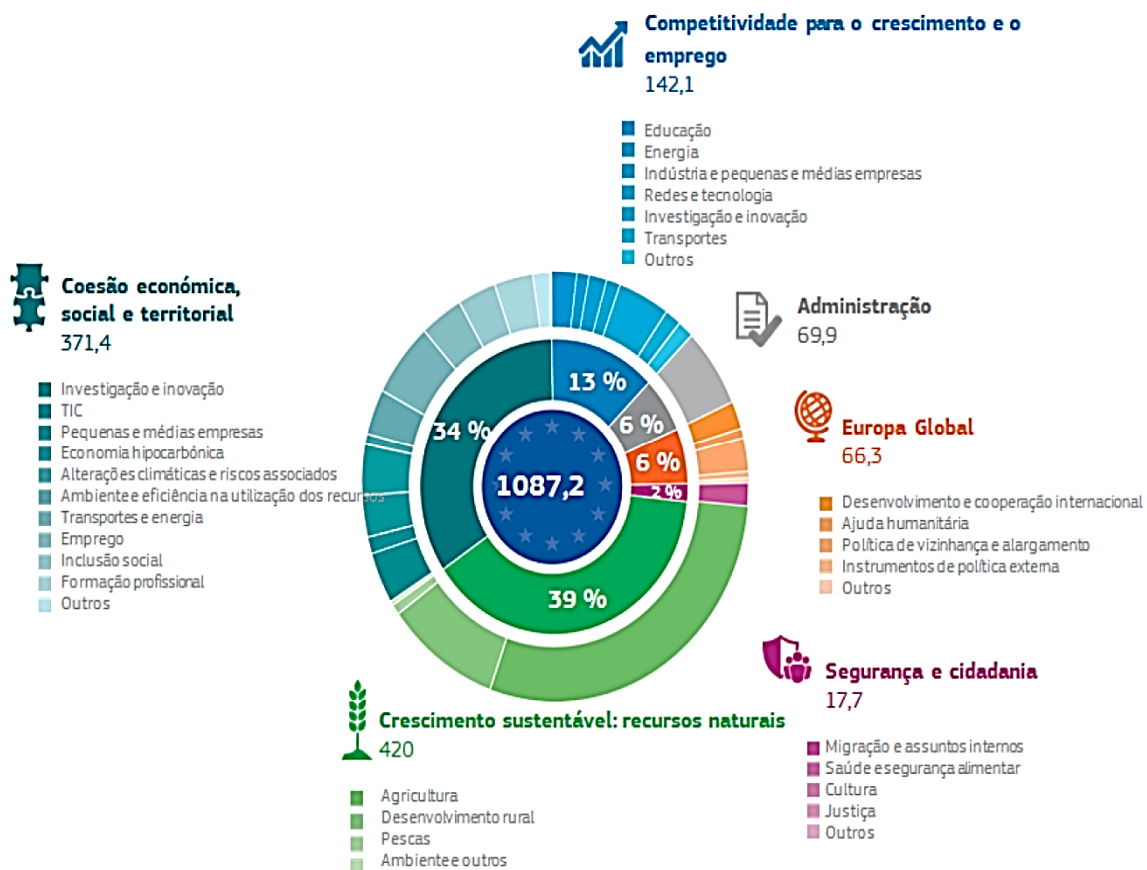 Competitividade para o crescimento e o
emprego
142,1
Educação
Energia
Indústria e pequenas e médias empresas
Redes e tecnologia
Investigação e inovação
Transportes
Outros
Coesão económica,
social e territorial
371,4
Investigação e inovação
TIC
Pequenas e médias empresas
Economia hipocarbónica
Alterações climáticas e riscos associados
Ambiente e eficiência na utilização dos recursos
Transportes e energia
Emprego
Inclusão social
Formação profissional
Outros
Administração
69,9
13 %
6 %
34 %
6 %
2 %
1087,2
39 %
Europa Global
66,3
Desenvolvimento e cooperação internacional
Ajuda humanitária
Política de vizinhança e alargamento
Instrumentos de política externa
Outros
Segurança e cidadania
17,7
Migração e assuntos internos
Saúde e segurança alimentar
Cultura
Justiça
Outros
Crescimento sustentável: recursos naturais
420
Agricultura
Desenvolvimento rural
Pescas
Ambiente e outros